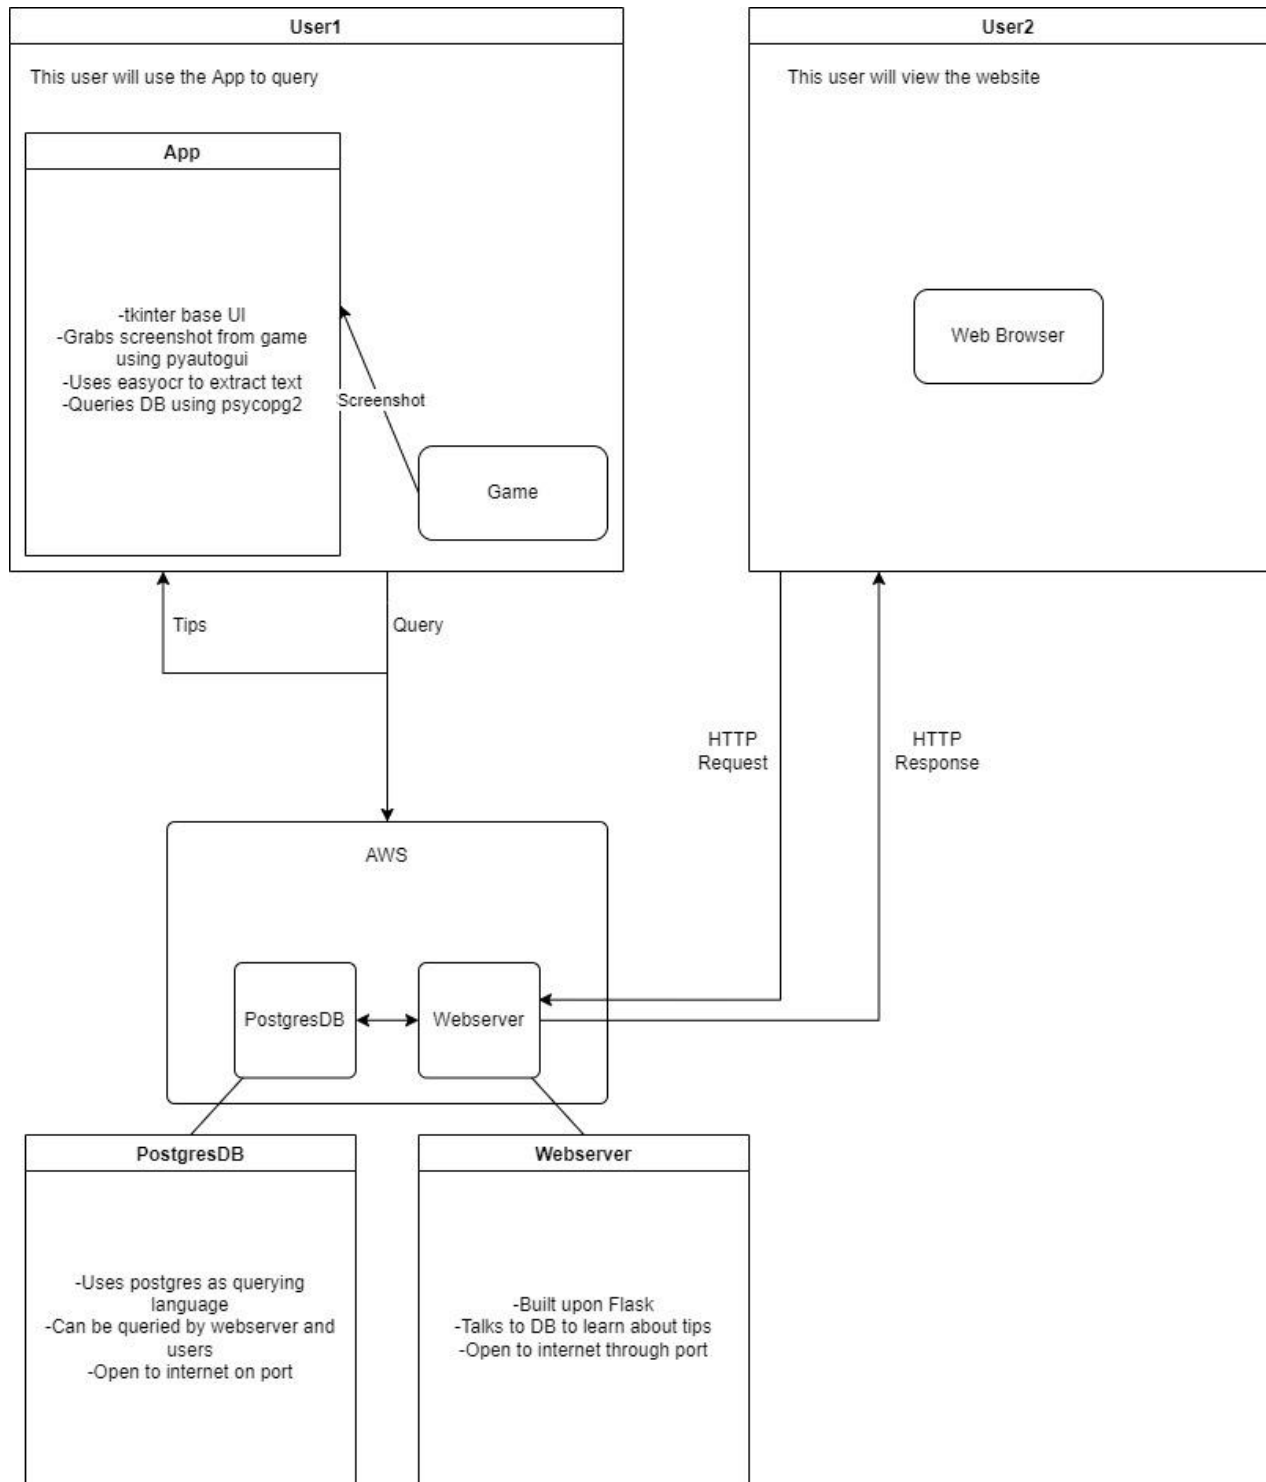 User1
This user will use the App to query
App
-tkinter base UI
-Grabs screenshot from game
using pyautogui
-Uses easyocr to extract text
-Queries DB using psycopg2
Screenshot
Game
User2
This user will view the website
Web Browser
Tips
Query
HTTP
Request
HTTP
Response
AWS
PostgresDB
Webserver
PostgresDB
-Uses postgres as querying
language
-Can be queried by webserver and
users
-Open to internet on port
Webserver
-Built upon Flask
-Talks to DB to learn about tips
-Open to internet through port